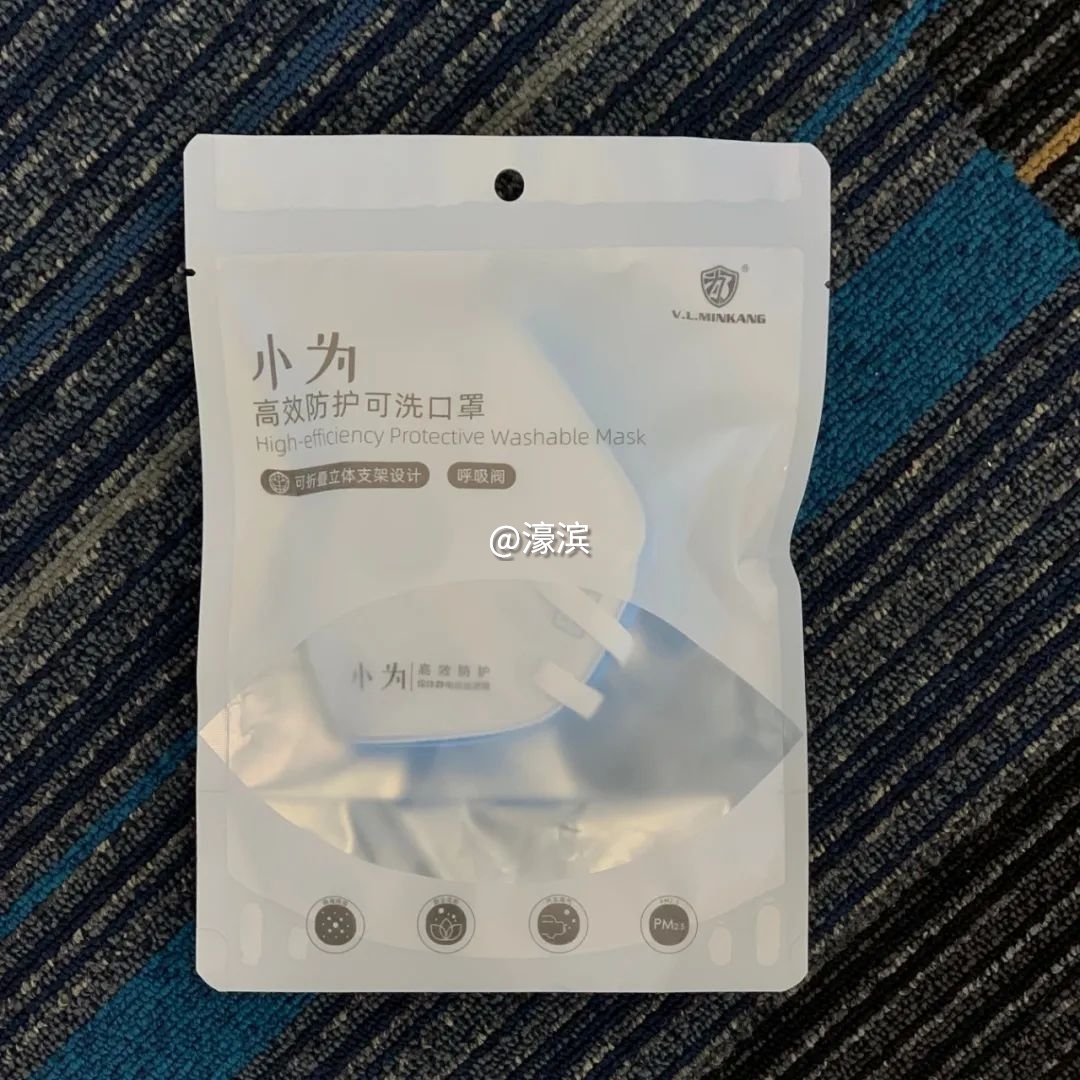 V.L.MINKANG
小为
高效防护可洗口罩
High-efficiency Protective Washable Mask
可折叠立体支架设计 呼吸阀
@濠滨
小为 高效防护
PM2.5